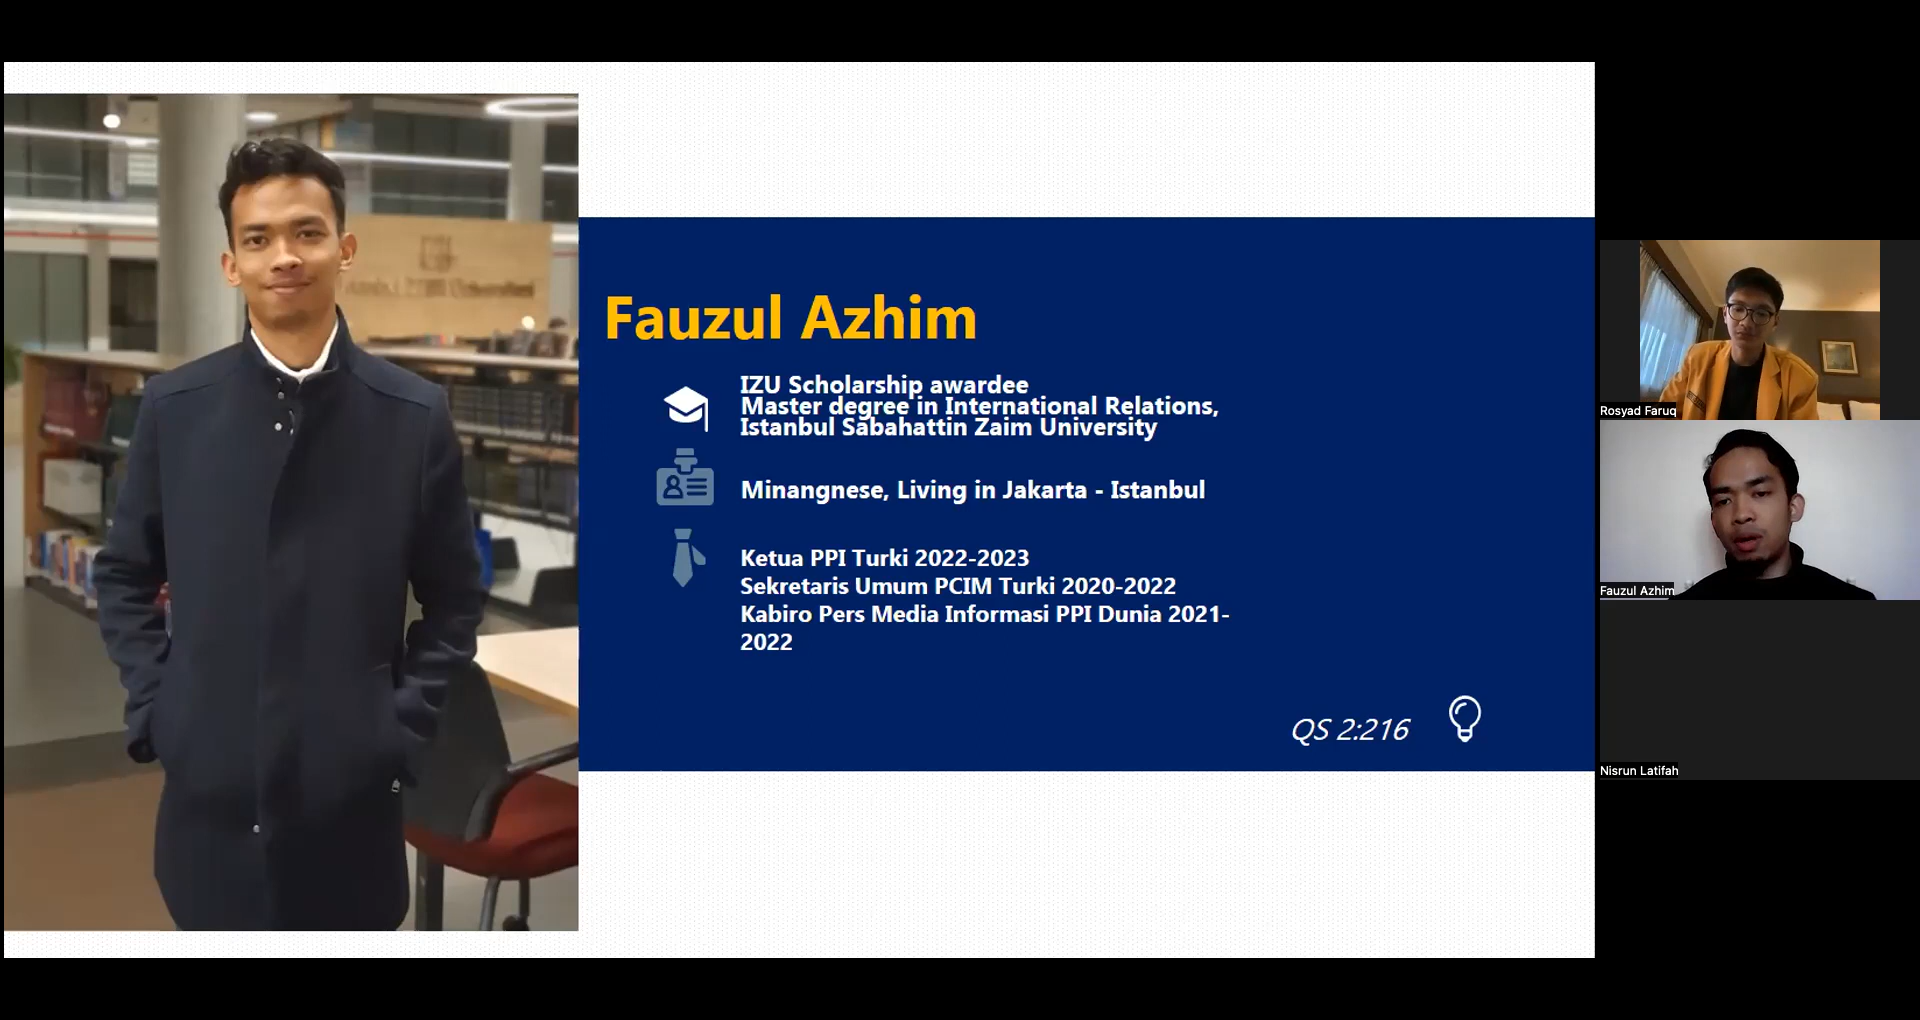 Fauzul Azhim
IZU Scholarship awardee
Master degree in International Relations,
Istanbul Sabahattin Zaim University
Minangnese, Living in Jakarta - Istanbul
Ketua PPI Turki 2022-2023
Sekretaris Umum PCIM Turki 2020-2022
Kabiro Pers Media Informasi PPI Dunia 2021-
2022
QS 2:216
Rosyad Faruq
Fauzul Azhim
Nisrun Latifah